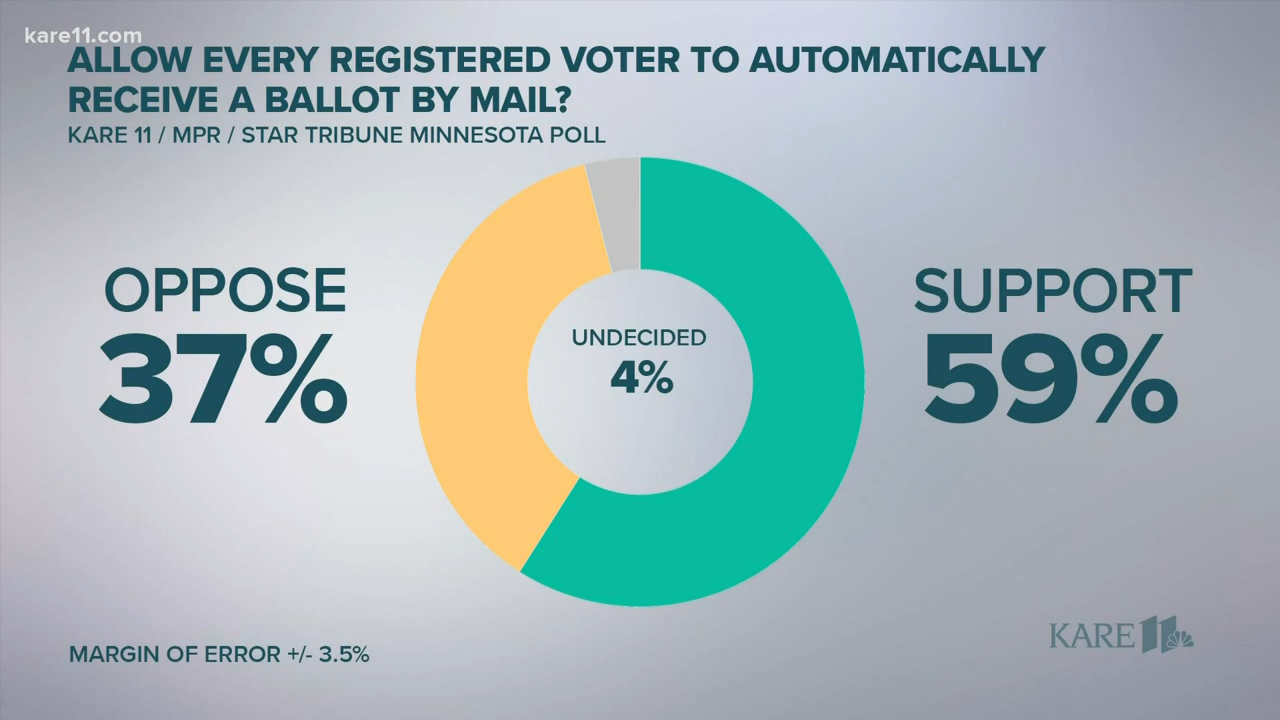 kare11.com
ALLOW EVERY REGISTERED VOTER TO AUTOMATICALLY
RECEIVE A BALLOT BY MAIL?
KARE 11 / MPR / STAR TRIBUNE MINNESOTA POLL
OPPOSE
37%
UNDECIDED
4%
SUPPORT
59%
MARGIN OF ERROR +/- 3.5%
KARE 11